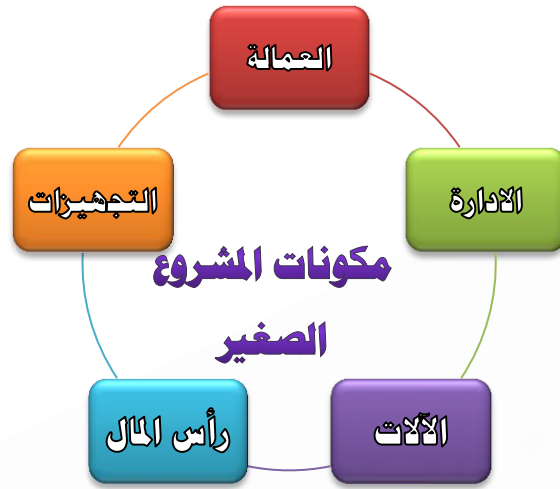 العمالة
الادارة
التجهيزات
مكونات المشروع
الصغير
الآلات
رأس المال